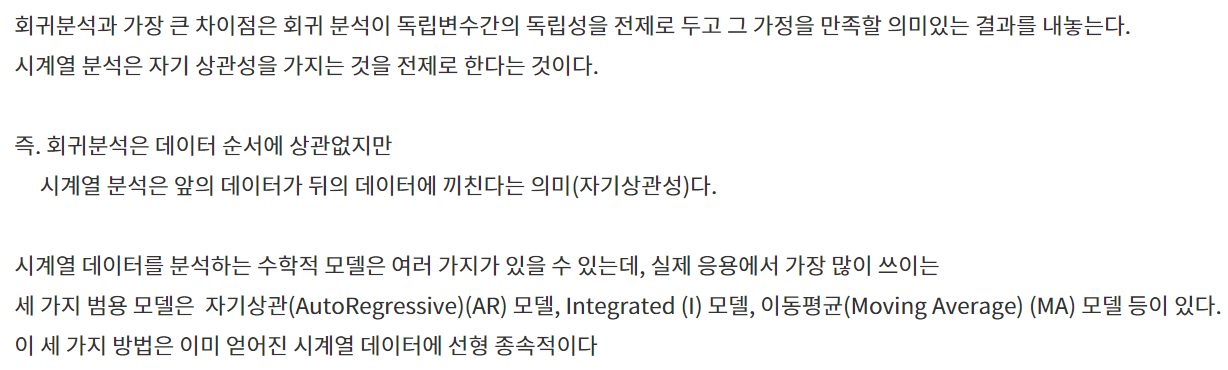 회귀분석과 가장 큰 차이점은 회귀 분석이 독립변수간의 독립성을 전제로 두고 그 가정을 만족할 의미있는 결과를 내놓는다.
시계열 분석은 자기 상관성을 가지는 것을 전제로 한다는 것이다.
즉. 회귀분석은 데이터 순서에 상관없지만
시계열 분석은 앞의 데이터가 뒤의 데이터에 끼친다는 의미(자기상관성)다.
시계열 데이터를 분석하는 수학적 모델은 여러 가지가 있을 수 있는데, 실제 응용에서 가장 많이 쓰이는
세 가지 범용 모델은 자기상관(AutoRegressive)(AR) 모델, Integrated (I) 모델, 이동평균(Moving Average) (MA) 모델 등이 있다.
이 세 가지 방법은 이미 얻어진 시계열 데이터에 선형 종속적이다